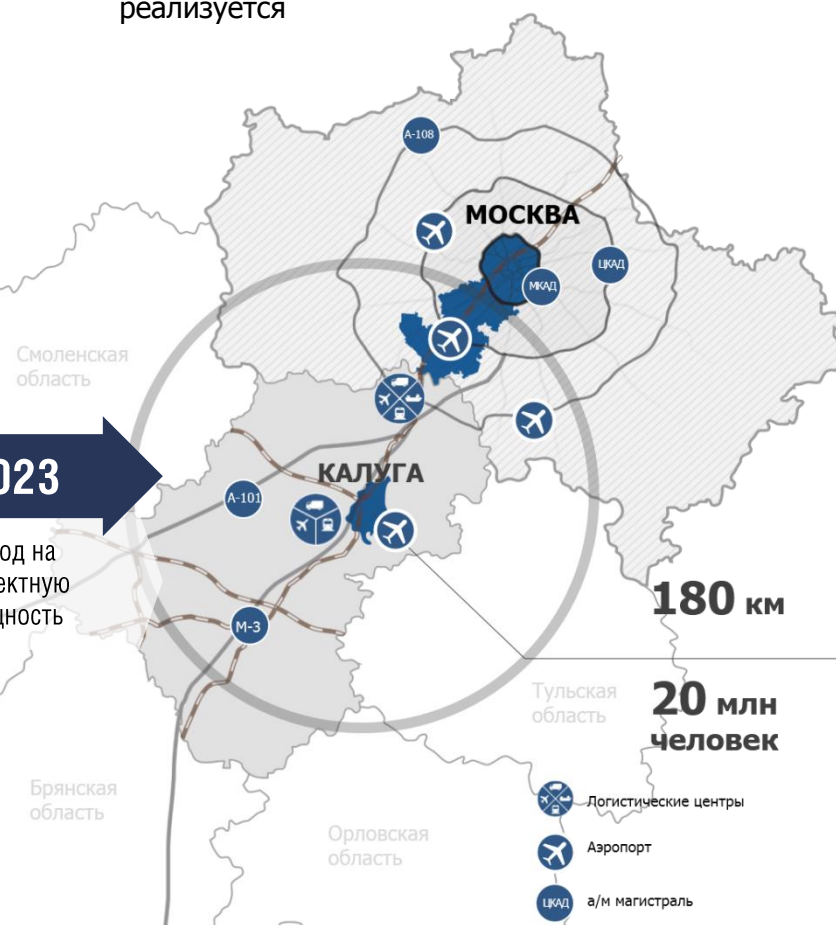 реализуется
А-108
МОСКВА
ЦКАД
МКАД
Смоленская
область
023
КАЛУГА
А-101
од на
ектную
ность
М-3
180 км
Тульская
область
20 млн
человек
Брянская
область
Орловская
область
Логистические центры
Аэропорт
ЦКАД
а/м магистраль